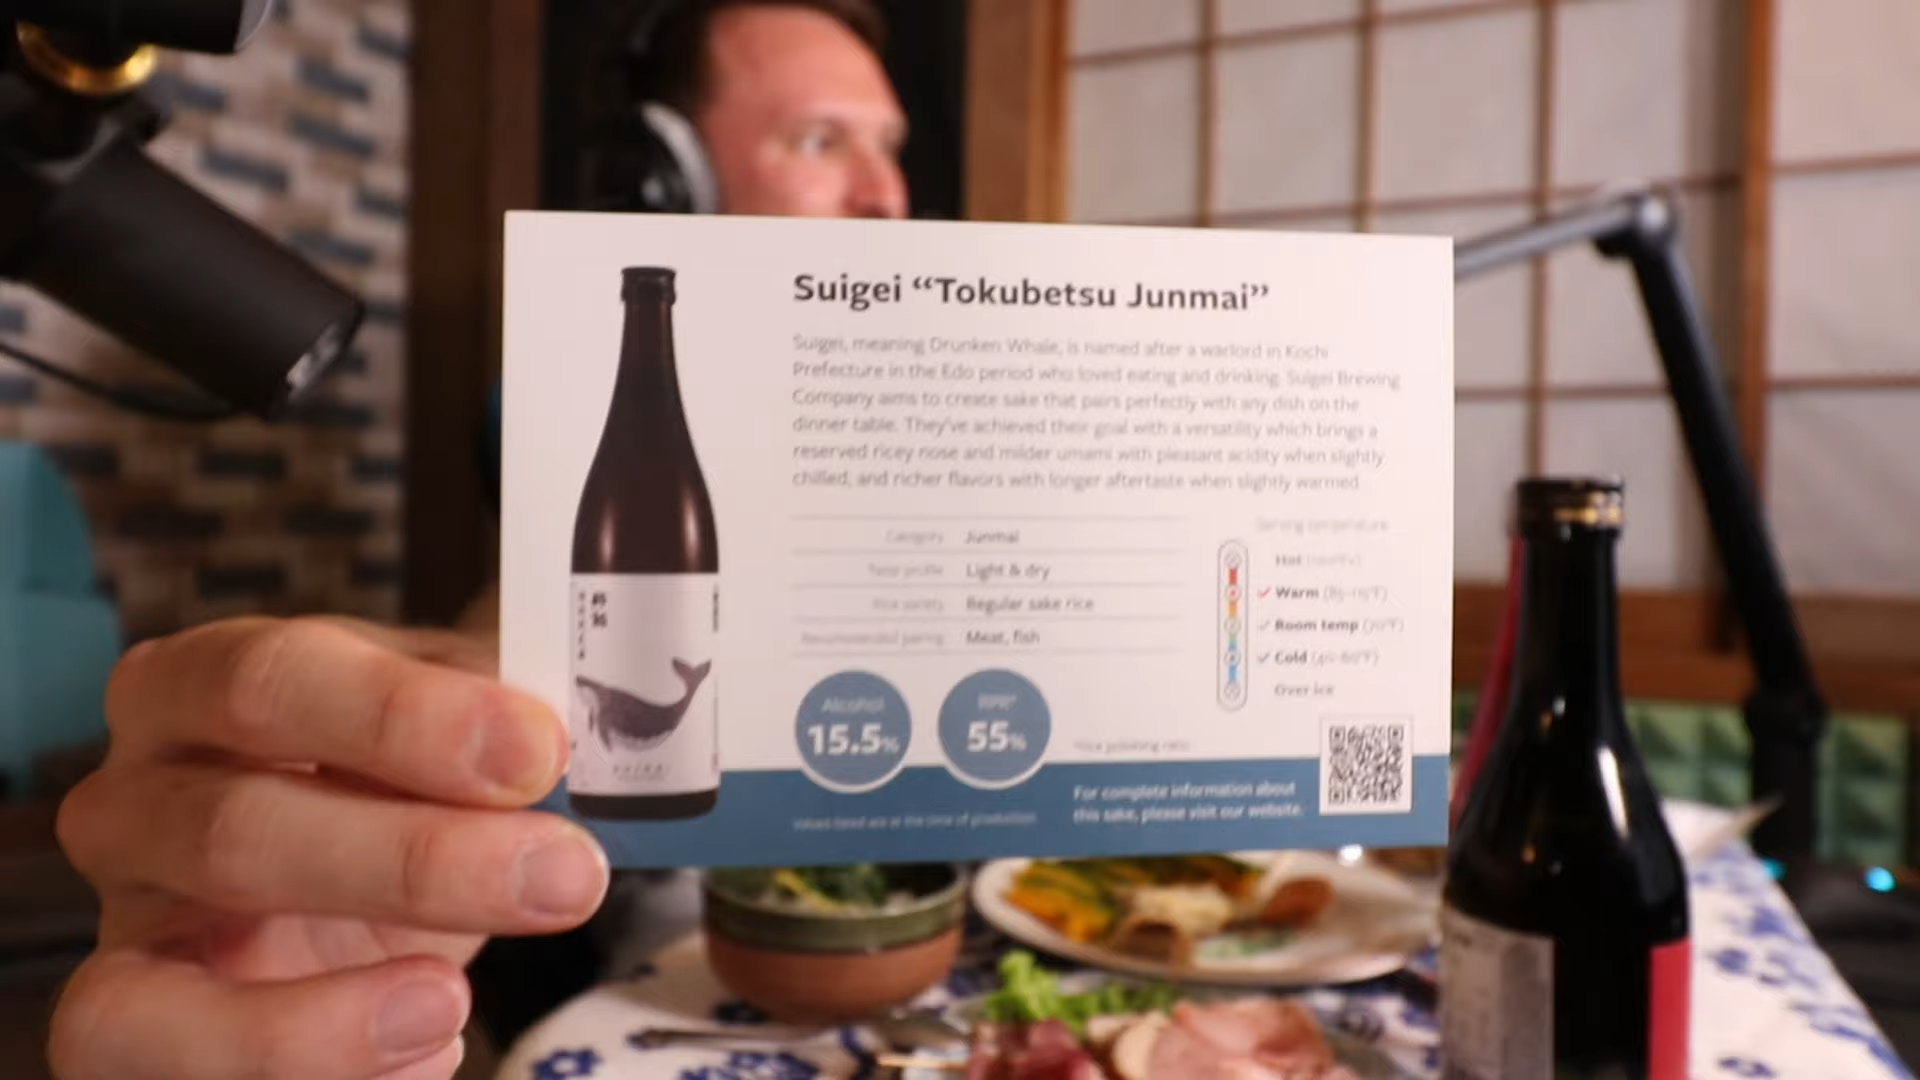 Suigei “Tokubetsu Junmai”
Suigei, meaning Drunken Whale, is named after a warlord in Kochi
Prefecture in the Edo period who loved eating and drinking. Suigei Brewing
Company aims to create sake that pairs perfectly with any dish on the
dinner table. They've achieved their goal with a versatility which brings a
reserved ricey nose and milder umami with pleasant acidity when slightly
chilled, and richer flavors with longer aftertaste when slightly warmed.
Category Junmai
Taste profile Light & dry
Rice variety Regular sake rice
Recommended pairing Meat, fish
Serving temperature
Hot
Warm
Room temp (70°F)
Cold
Over ice
Alcohol
15.5%
RPR*
55%
*Rice polishing ratio
Values listed are at the time of production.
For complete information about
this sake, please visit our website.